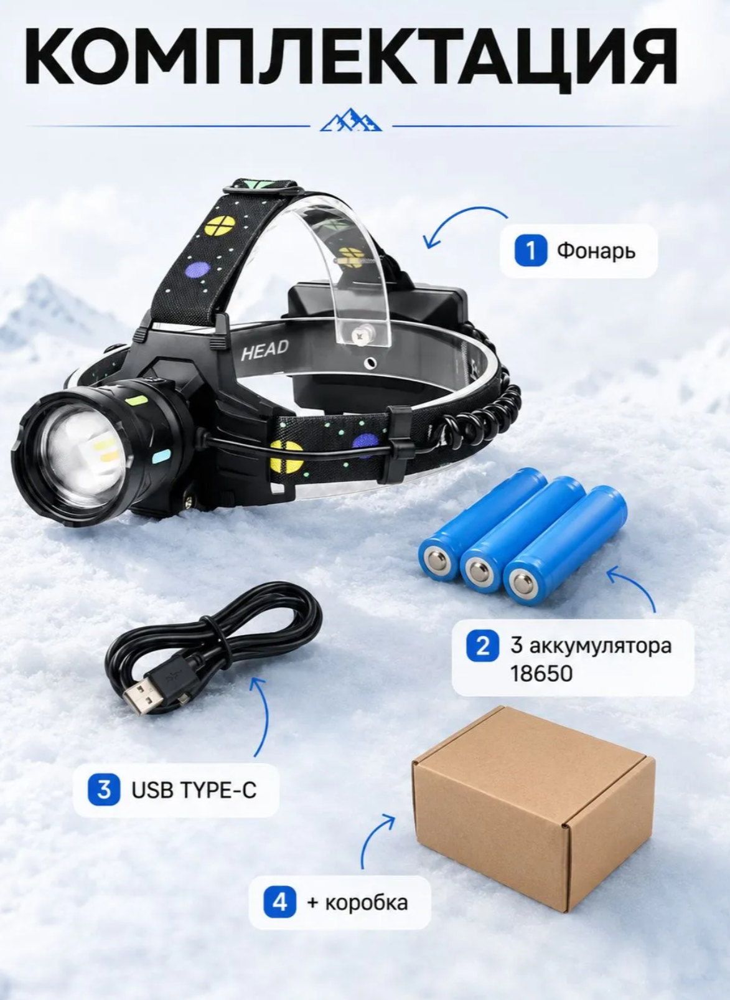 КОМПЛЕКТАЦИЯ
HEAD
1 Фонарь
2 3 аккумулятора
18650
3 USB TYPE-C
4 + коробка